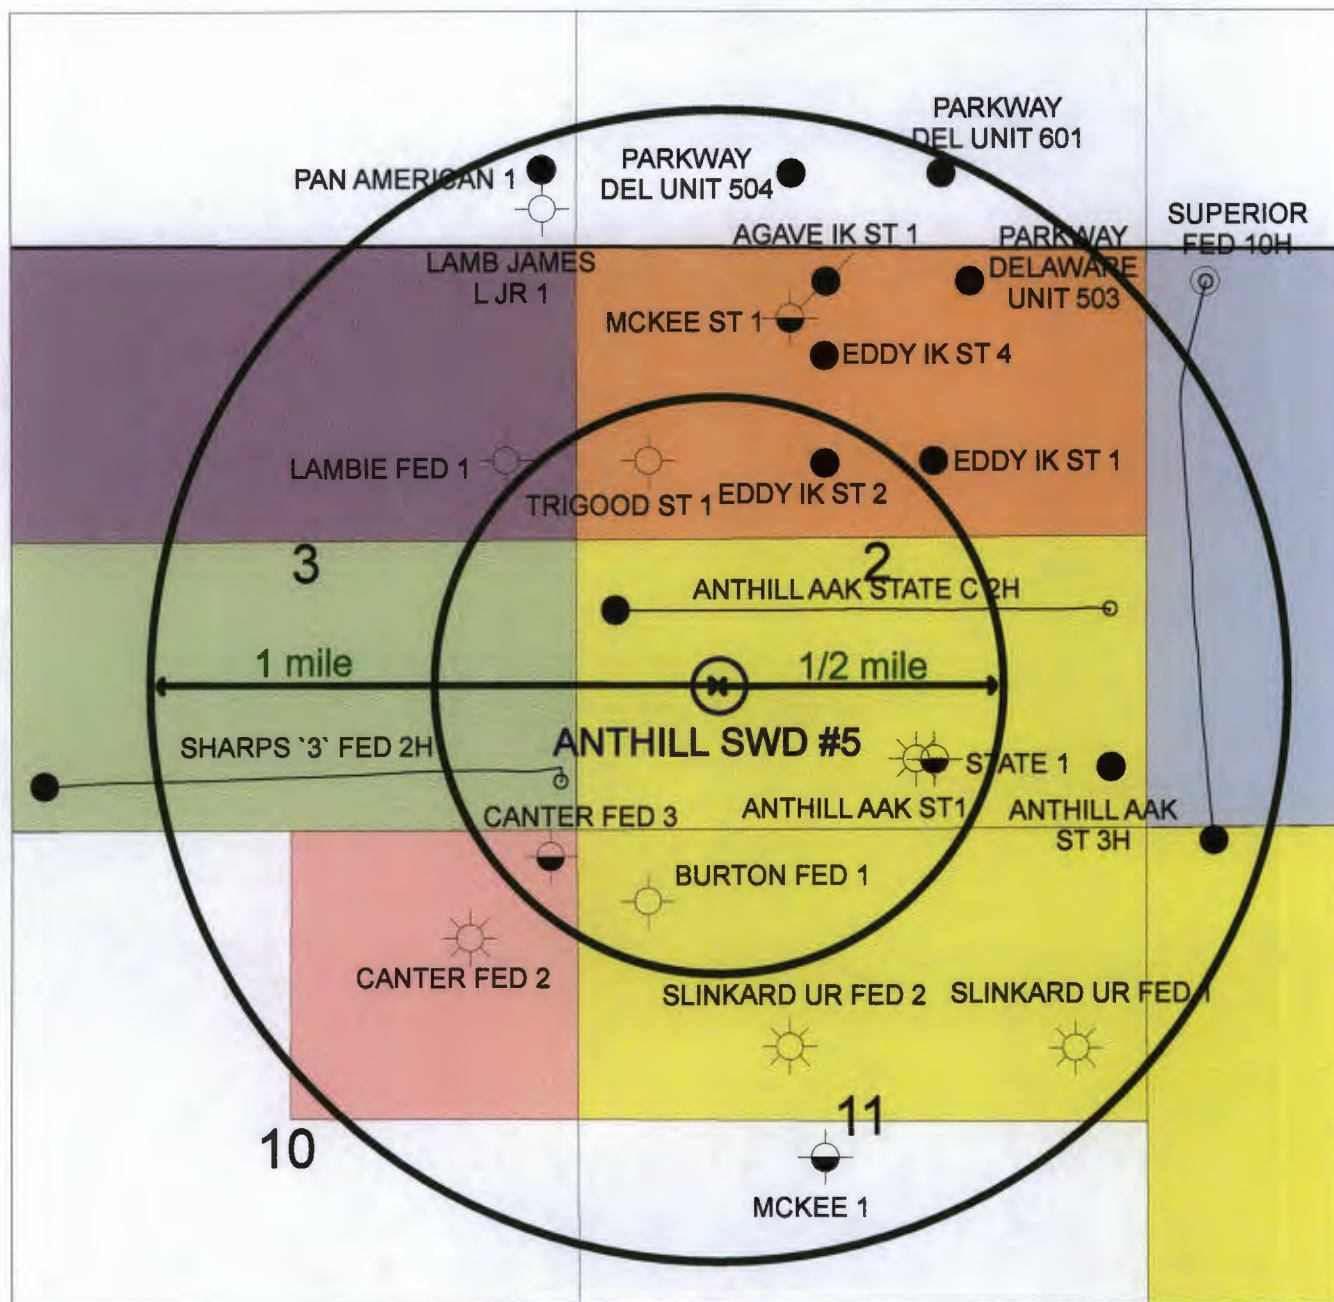 PARKWAY
DEL UNIT 601
PAN AMERICAN 1
PARKWAY
DEL UNIT 504
SUPERIOR
FED 10H
AGAVE IK ST 1
PARKWAY
DELAWARE
UNIT 503
LAMB JAMES
L JR 1
MCKEE ST 1
EDDY IK ST 4
LAMBIE FED 1
TRIGOOD ST 1
EDDY IK ST 2
EDDY IK ST 1
3
2
ANTHILL AAK STATE C 2H
1 mile
1/2 mile
SHARPS `3` FED 2H
ANTHILL SWD #5
STATE 1
CANTER FED 3
ANTHILL AAK ST1
ANTHILL AAK
ST 3H
BURTON FED 1
CANTER FED 2
SLINKARD UR FED 2
SLINKARD UR FED 1
10
11
MCKEE 1